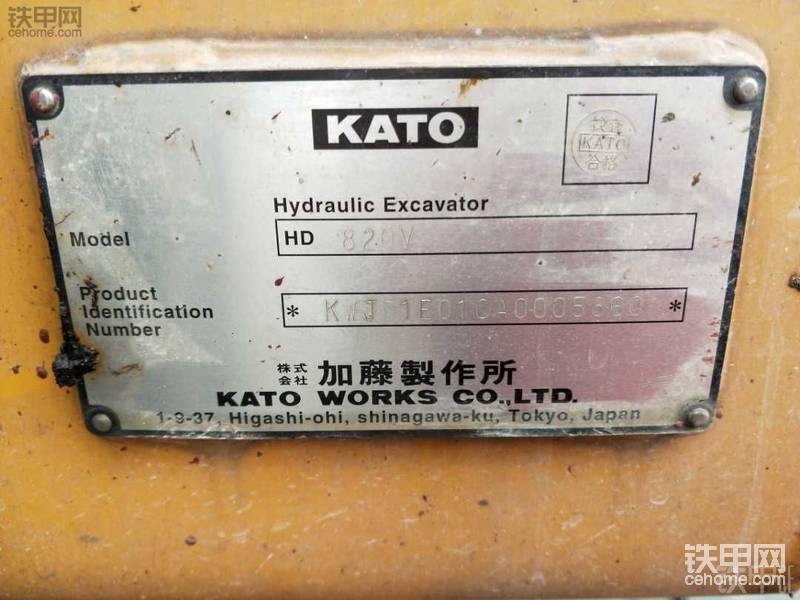 铁甲网
cehome.com
KATO
KATO
合格
Hydraulic Excavator
Model
HD 820V
Product
Identification
Number
株式
会社
加藤製作所
KATO WORKS CO.,LTD.
1-9-37, Higashi-ohi, shinagawa-ku, Tokyo, Japan
铁甲网
cehome.com